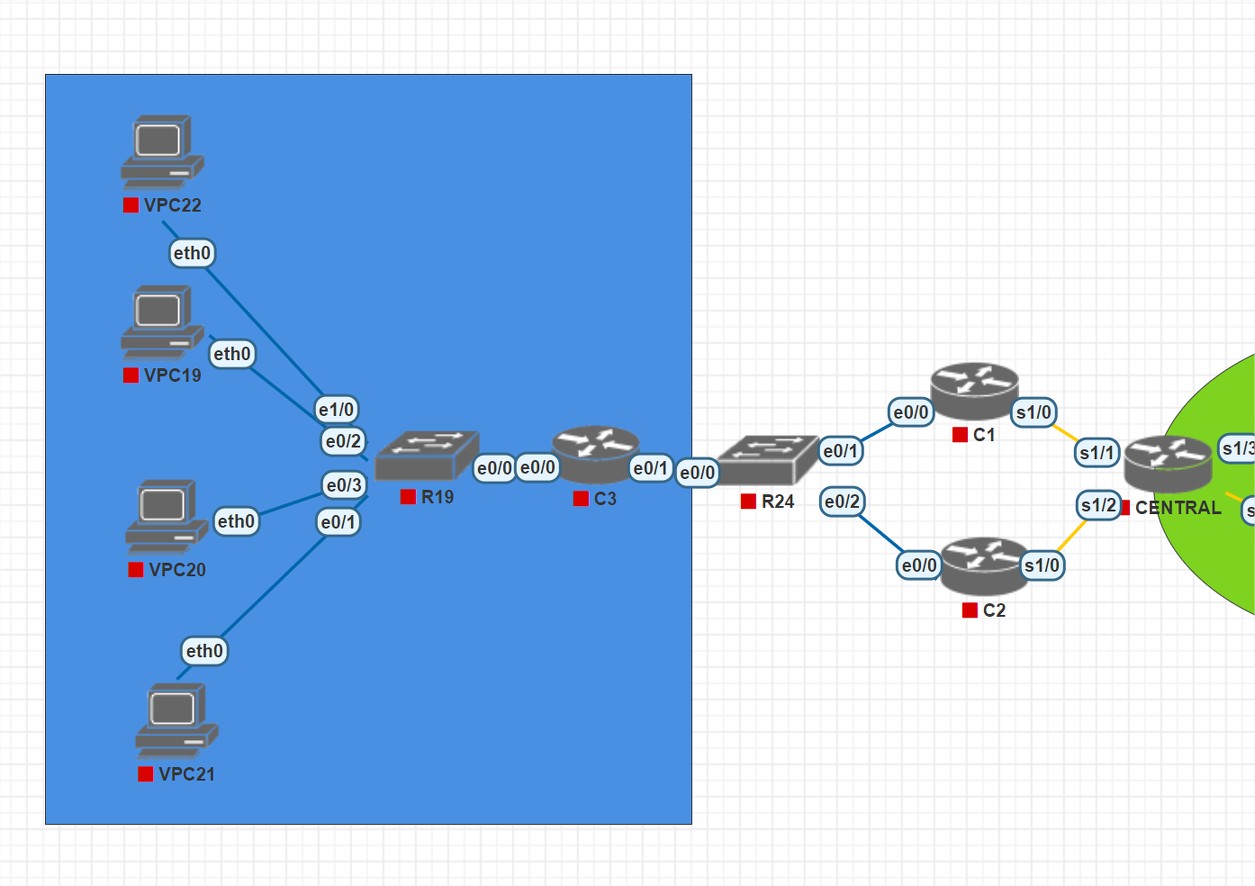 VPC22
eth0
VPC19
eth0
e1/0
e0/2
e0/3
e0/1
eth0
VPC20
eth0
VPC21
R19
e0/0
e0/0
C3
e0/1
e0/0
R24
e0/1
e0/2
e0/0
C1
s1/0
e0/0
C2
s1/0
s1/1
s1/2
CENTRAL
s1/3
s